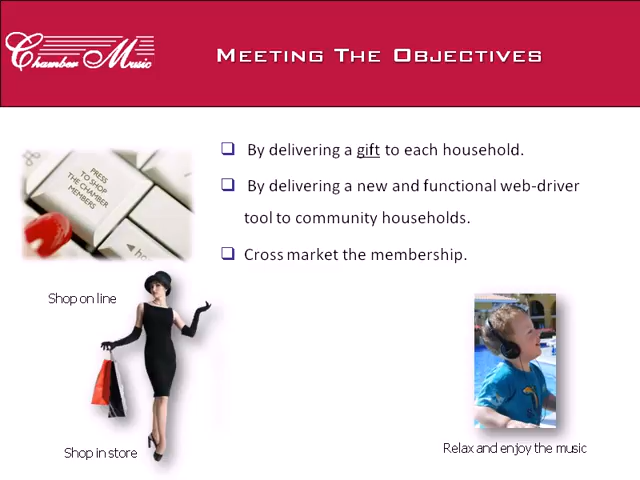 Chamber Music
MEETING THE OBJECTIVES
By delivering a gift to each household.
By delivering a new and functional web-driver
tool to community households.
Cross market the membership.
PRESS
TO SHOP
THE CHAMBER
MEMBERS
Shop on line
Shop in store
Relax and enjoy the music